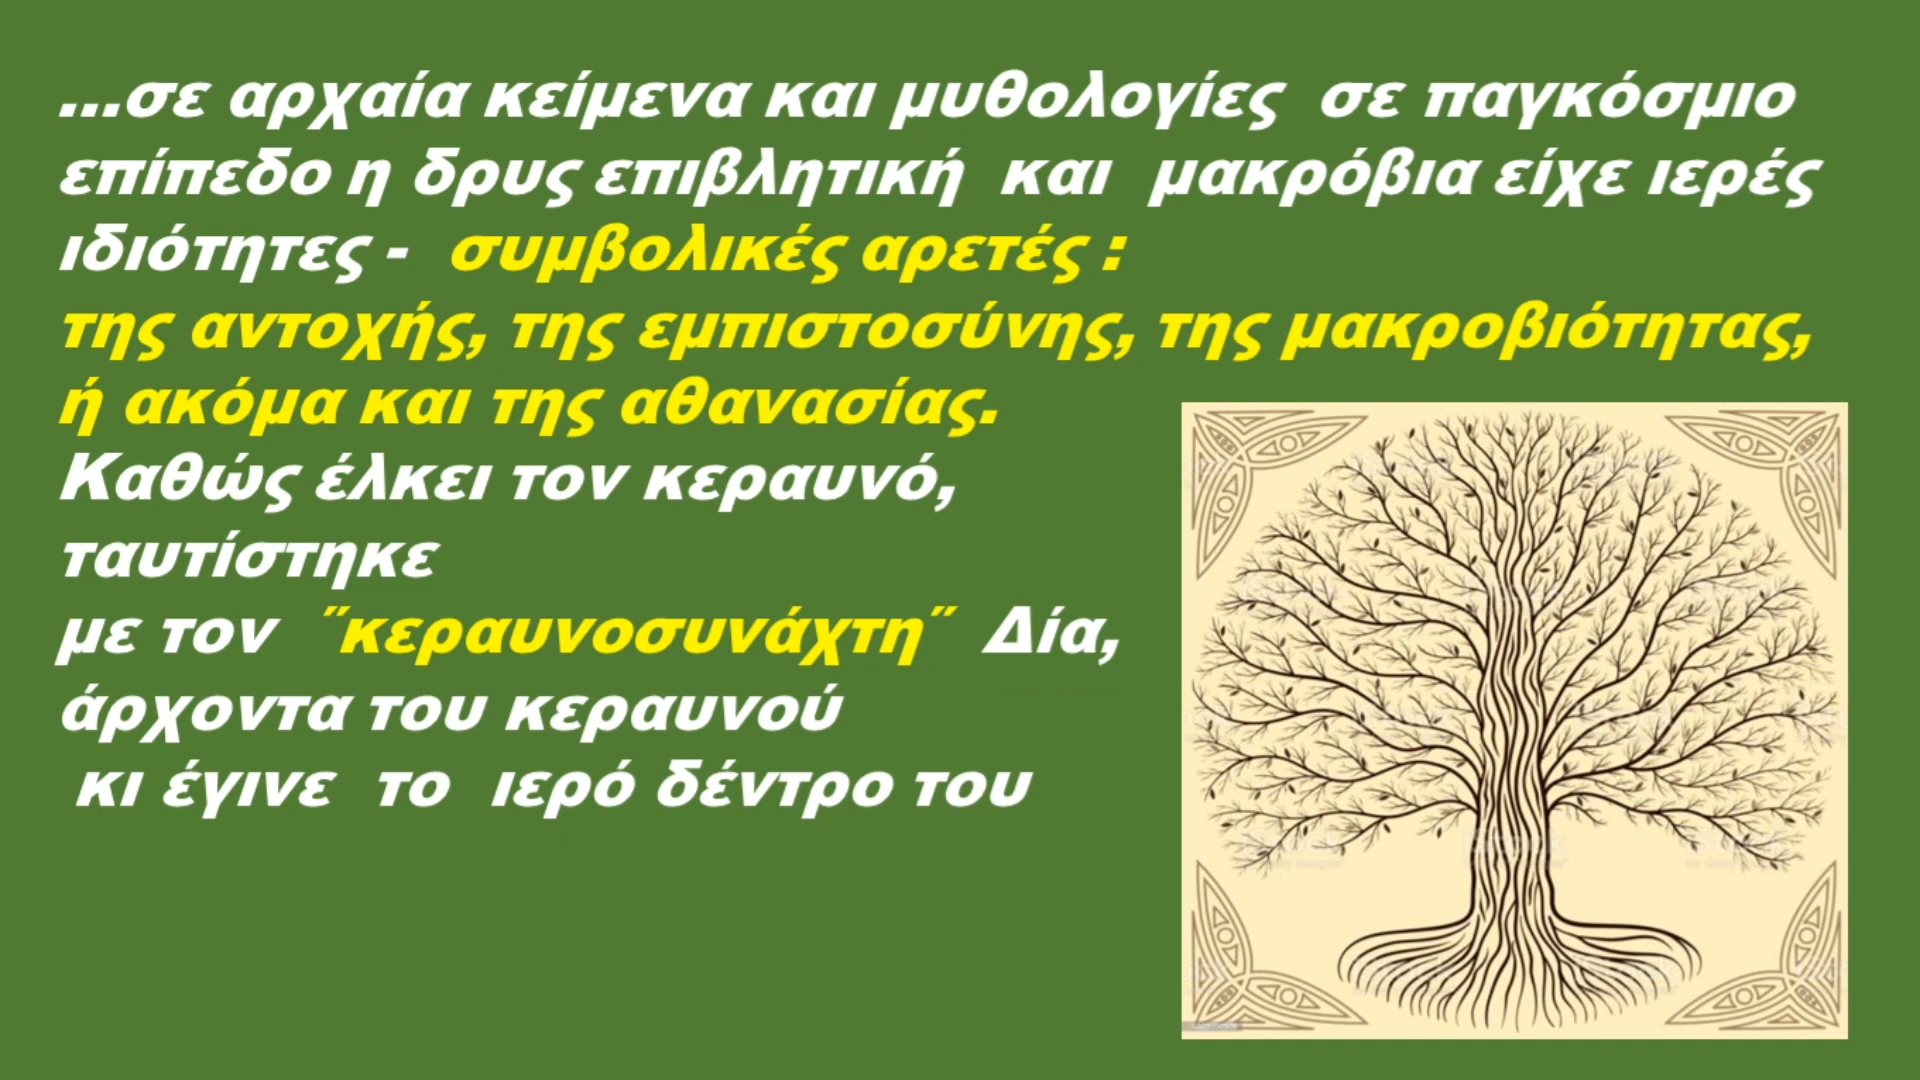 ...σε αρχαία κείμενα και μυθολογίες σε παγκόσμιο
επίπεδο η δρυς επιβλητική και μακρόβια είχε ιερές
ιδιότητες - συμβολικές αρετές :
της αντοχής, της εμπιστοσύνης, της μακροβιότητας,
ή ακόμα και της αθανασίας.
Καθώς έλκει τον κεραυνό,
ταυτίστηκε
με τον ˝κεραυνοσυνάχτη˝ Δία,
άρχοντα του κεραυνού
κι έγινε το ιερό δέντρο του